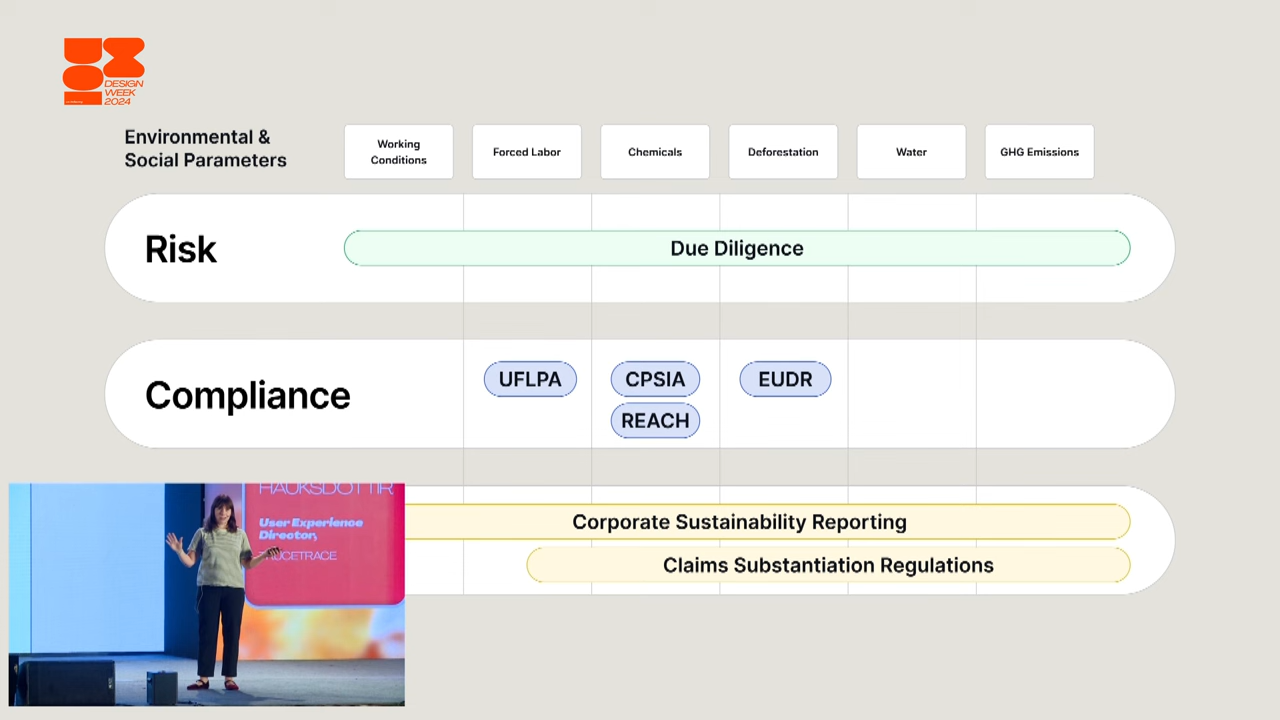 DESIGN
WEEK
2024
Environmental &
Social Parameters
Working
Conditions
Forced Labor
Chemicals
Deforestation
Water
GHG Emissions
Risk
Due Diligence
Compliance
UFLPA
CPSIA
EUDR
REACH
Corporate Sustainability Reporting
Claims Substantiation Regulations
HAUKSDOTTIR
User Experience
Director,